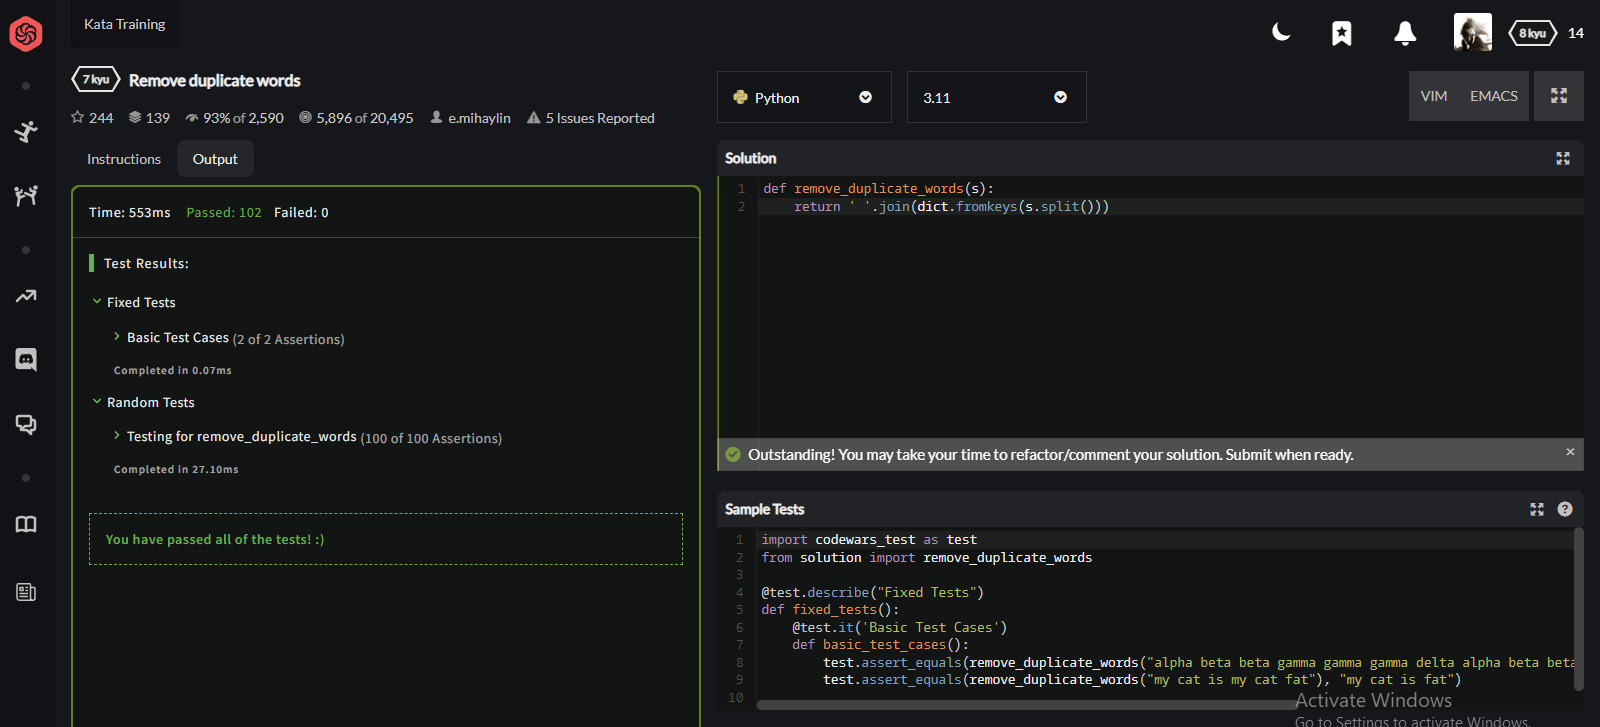 Kata Training
8 kyu 14
7 kyu Remove duplicate words
244 139 93% of 2,590 5,896 of 20,495 e.mihaylin 5 Issues Reported
Instructions Output
Time: 553ms Passed: 102 Failed: 0
Test Results:
Fixed Tests
Basic Test Cases (2 of 2 Assertions)
Completed in 0.07ms
Random Tests
Testing for remove_duplicate_words (100 of 100 Assertions)
Completed in 27.10ms
You have passed all of the tests! :)
Python 3.11 VIM EMACS
Solution
1 def remove_duplicate_words(s):
2 return ' '.join(dict.fromkeys(s.split()))
Outstanding! You may take your time to refactor/comment your solution. Submit when ready. ×
Sample Tests ?
1 import codewars_test as test
2 from solution import remove_duplicate_words
3
4 @test.describe("Fixed Tests")
5 def fixed_tests():
6 @test.it('Basic Test Cases')
7 def basic_test_cases():
8 test.assert_equals(remove_duplicate_words("alpha beta beta gamma gamma gamma delta alpha beta beta
9 test.assert_equals(remove_duplicate_words("my cat is my cat fat"), "my cat is fat")
10
Activate Windows
Go to Settings to activate Windows.